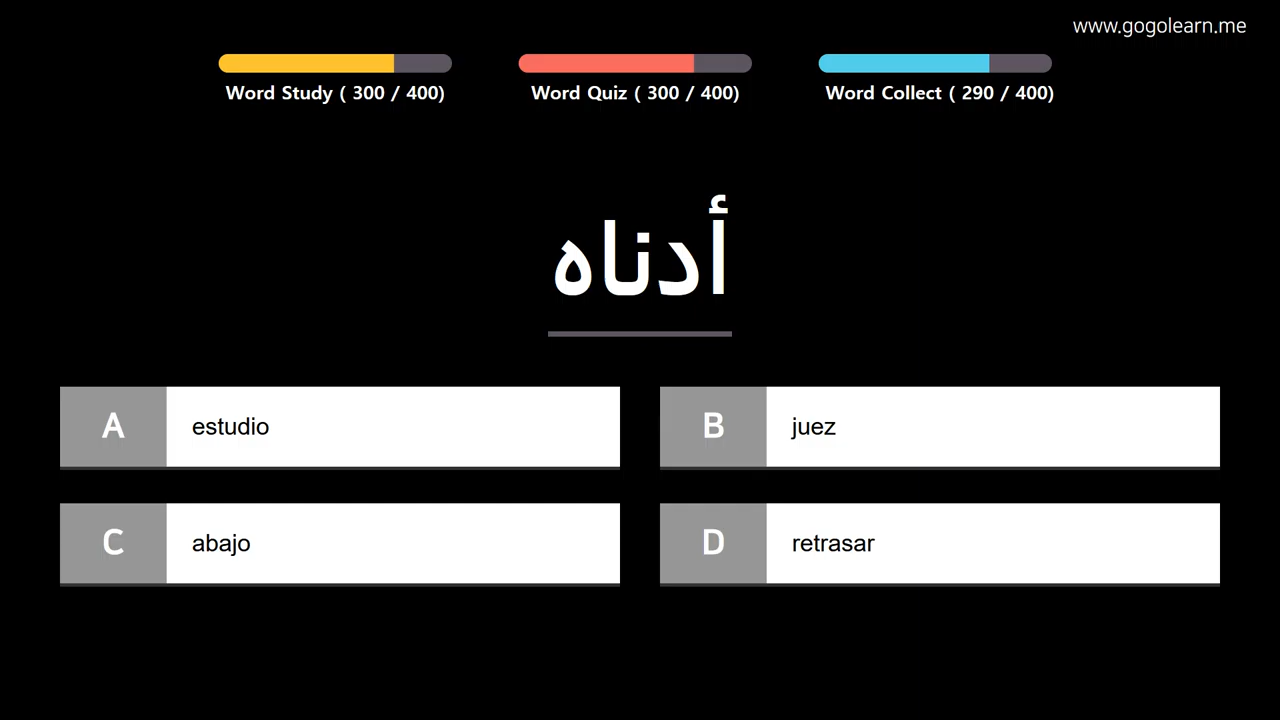 www.gogolearn.me
Word Study ( 300 / 400)
Word Quiz ( 300 / 400)
Word Collect ( 290 / 400)
أدناه
A
estudio
B
juez
C
abajo
D
retrasar